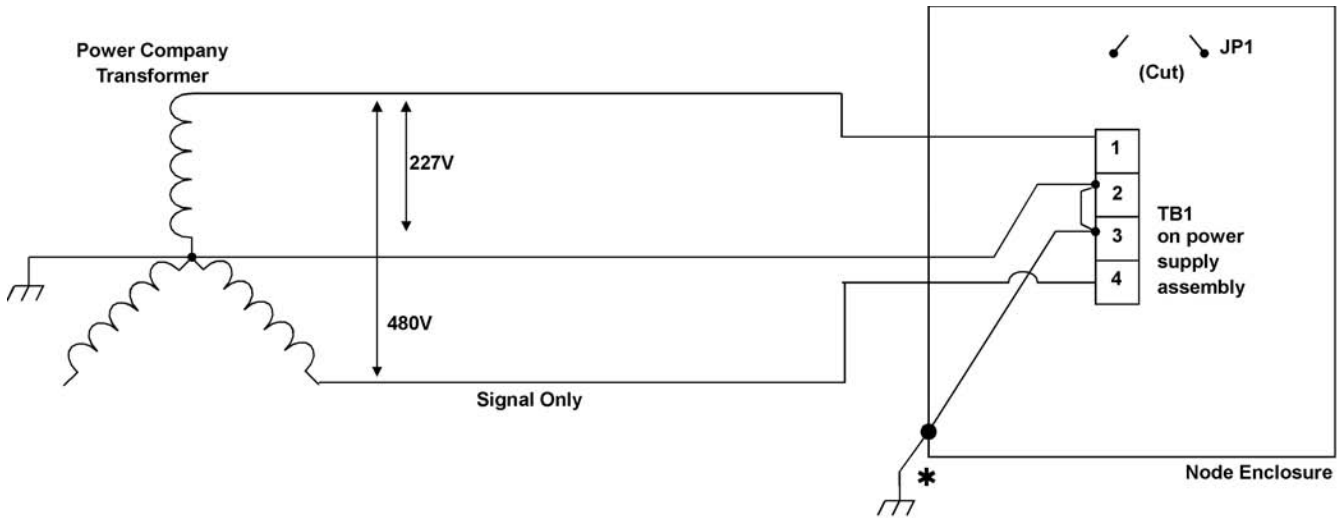 Power Company
Transformer
JP1
(Cut)
227V
1
2
3
4
TB1
on power
supply
assembly
480V
Signal Only
*
Node Enclosure